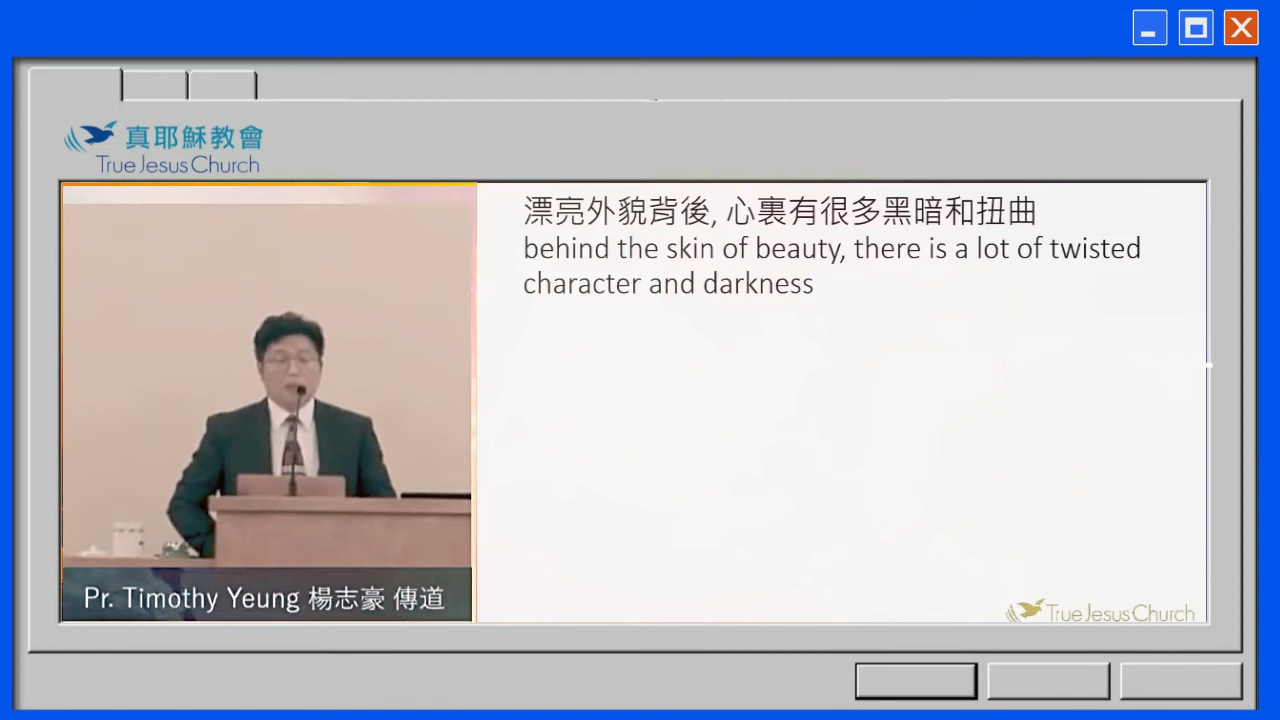 真耶穌教會
True Jesus Church
漂亮外貌背後, 心裏有很多黑暗和扭曲
behind the skin of beauty, there is a lot of twisted
character and darkness
Pr. Timothy Yeung 楊志豪 傳道
True Jesus Church